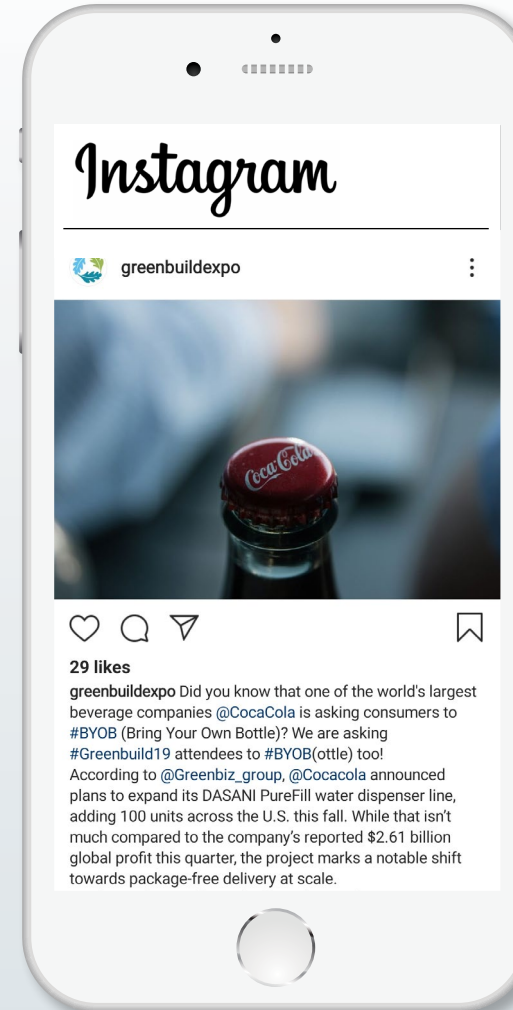 Instagram
greenbuildexpo
Coca-Cola
29 likes
greenbuildexpo Did you know that one of the world's largest
beverage companies @CocaCola is asking consumers to
#BYOB (Bring Your Own Bottle)? We are asking
#Greenbuild19 attendees to #BYOB(ottle) too!
According to @Greenbiz_group, @Cocacola announced
plans to expand its DASANI PureFill water dispenser line,
adding 100 units across the U.S. this fall. While that isn’t
much compared to the company’s reported $2.61 billion
global profit this quarter, the project marks a notable shift
towards package-free delivery at scale.